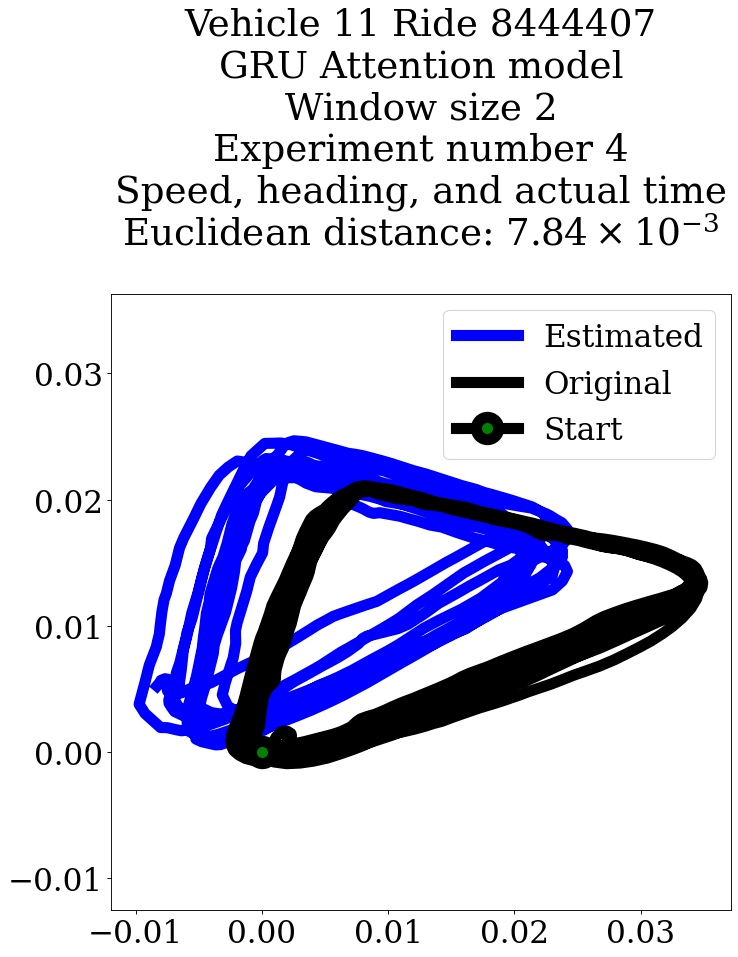 Vehicle 11 Ride 8444407
GRU Attention model
Window size 2
Experiment number 4
Speed, heading, and actual time
Euclidean distance: 7.84 × 10⁻³
Estimated
Original
Start
0.03
0.02
0.01
0.00
−0.01
−0.01 0.00 0.01 0.02 0.03